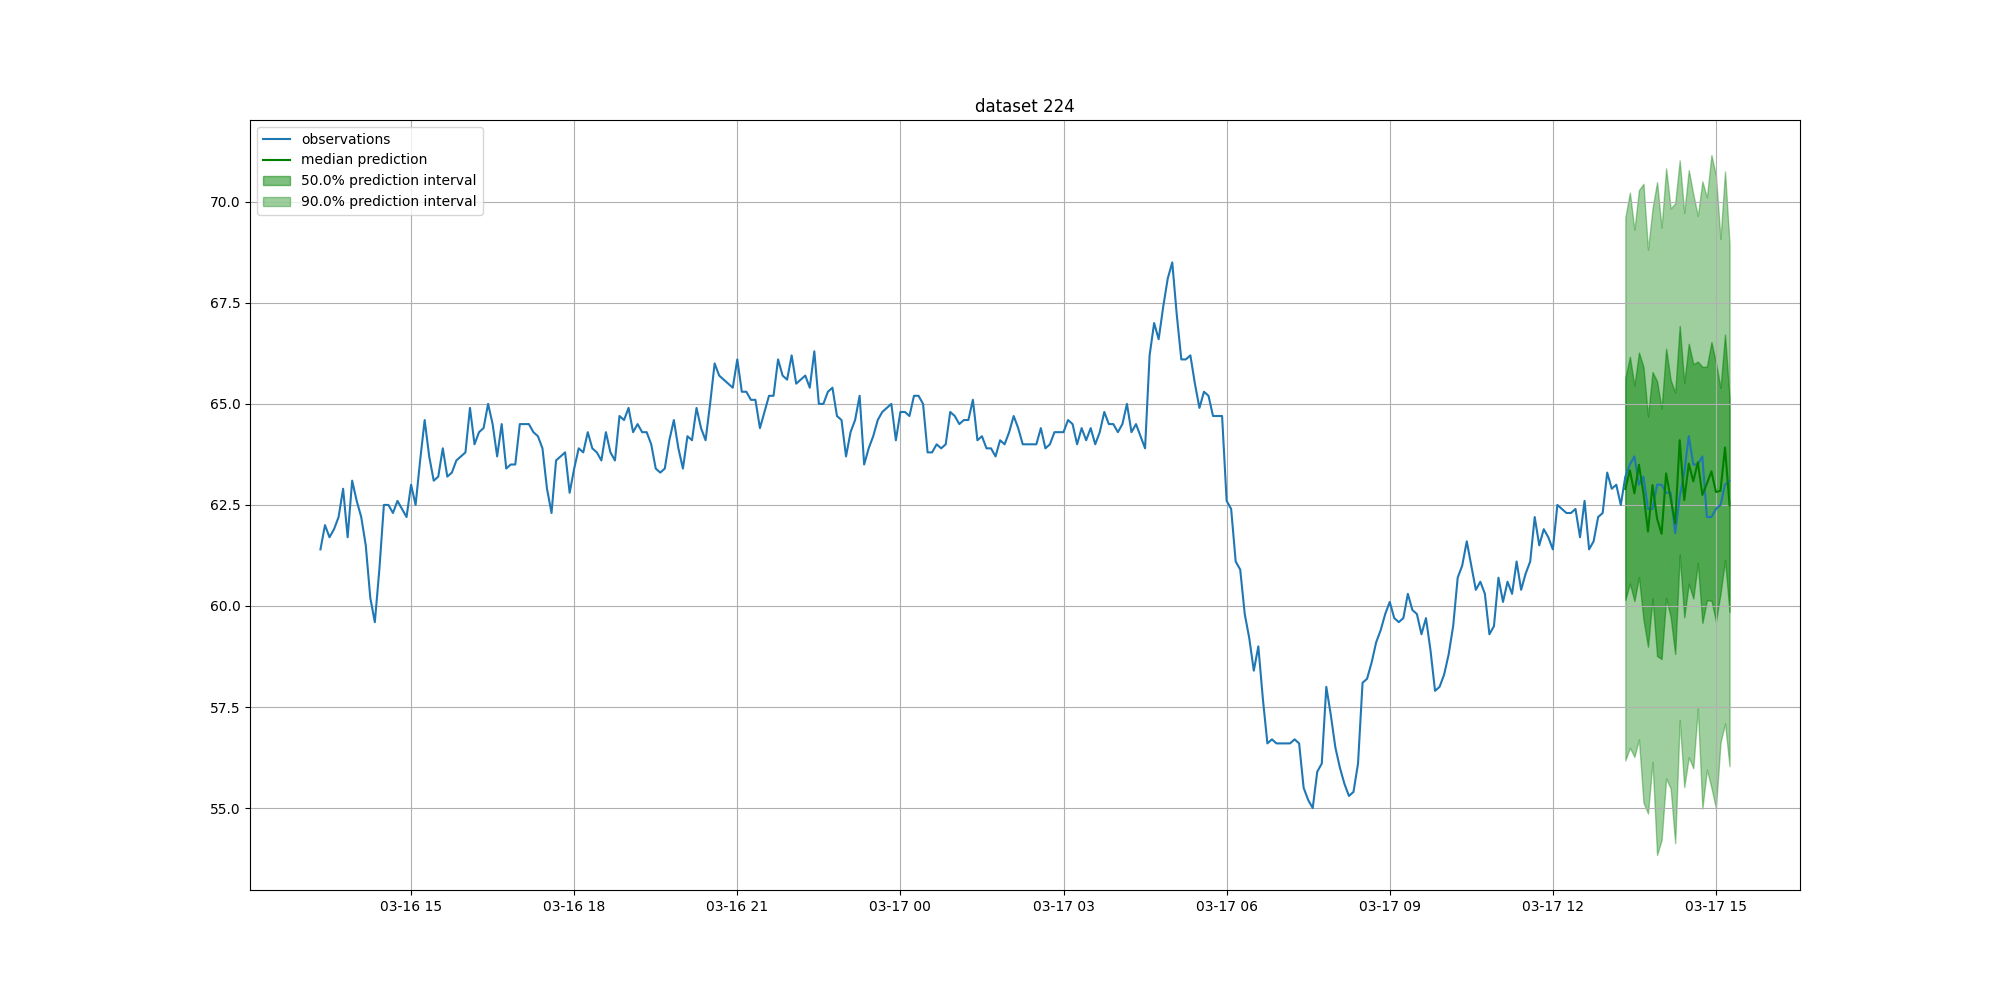 dataset 224
observations
median prediction
50.0% prediction interval
90.0% prediction interval
70.0
67.5
65.0
62.5
60.0
57.5
55.0
03-16 15 03-16 18 03-16 21 03-17 00 03-17 03 03-17 06 03-17 09 03-17 12 03-17 15